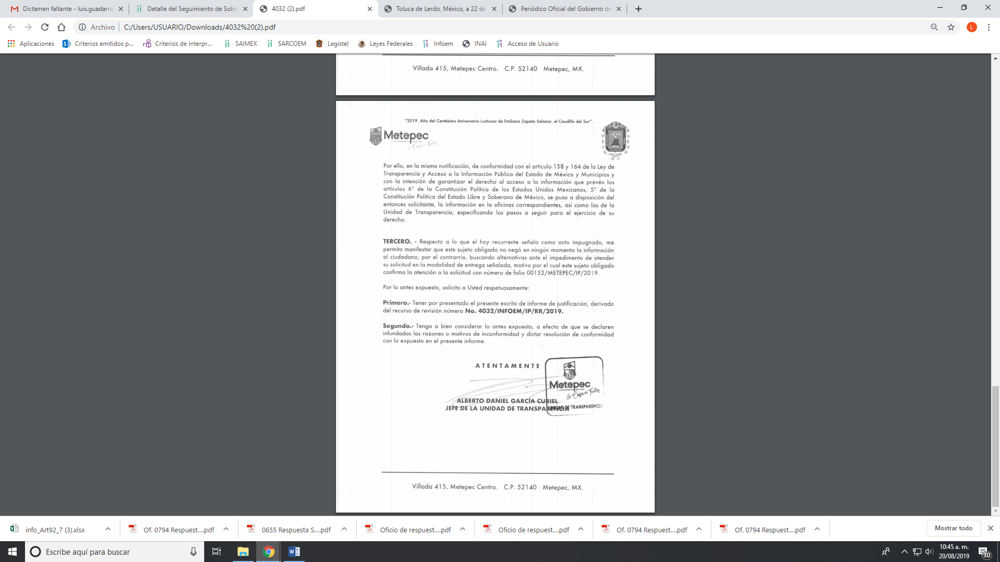 Dictamen faltante - luis.guadarra
Detalle del Seguimiento de Solici
4032 (2).pdf
Toluca de Lerdo, México, a 22 de
Periódico Oficial del Gobierno de
Archivo
C:/Users/USUARIO/Downloads/4032%20(2).pdf
L
Aplicaciones
Criterios emitidos p...
Criterios de Interpr...
SAIMEX
SARCOEM
Legistel
Leyes Federales
Infoem
INAI
Acceso de Usuario
Villada 415, Metepec Centro. C.P. 52140 Metepec, MX.
"2019. Año del Centésimo Aniversario Luctuoso de Emiliano Zapata Salazar, el Caudillo del Sur".
Metepec
La Casa de Todos
Por ello, en la misma notificación, de conformidad con el artículo 158 y 164 de la Ley de
Transparencia y Acceso a la Información Pública del Estado de México y Municipios y
con la intención de garantizar el derecho al acceso a la información que prevén los
artículos 6° de la Constitución Política de los Estados Unidos Mexicanos, 5° de la
Constitución Política del Estado Libre y Soberano de México, se puso a disposición del
entonces solicitante, la información en la oficinas correspondientes, así como las de la
Unidad de Transparencia, especificando los pasos a seguir para el ejercicio de su
derecho.
TERCERO. - Respecto a lo que el hoy recurrente señala como acto impugnado, me
permito manifestar que este sujeto obligado no negó en ningún momento la información
al ciudadano, por el contrarrio, buscando alternativas ante el impedimento de atender
su solicitud en la modalidad de entrega señalada, motivo por el cual este sujeto obligado
confirma la atención a la solicitud con número de folio 00152/METEPEC/IP/2019.
Por lo antes expuesto, solicito a Usted respetuosamente:
Primero.- Tener por presentado el presente escrito de informe de justificación, derivado
del recurso de revisión número No. 4032/INFOEM/IP/RR/2019.
Segundo.- Tenga a bien considerar lo antes expuesto, a efecto de que se declaren
infundadas las razones o motivos de inconformidad y dictar resolución de conformidad
con lo expuesto en el presente informe.
ATENTAMENTE
Metepec
La Casa de Todos
ALBERTO DANIEL GARCÍA CURIEL
JEFE DE LA UNIDAD DE TRANSPARENCIA
UNIDAD DE TRANSPARENCIA
Villada 415, Metepec Centro. C.P. 52140 Metepec, MX.
info_Art92_7 (3).xlsx
Of. 0794 Respuest....pdf
0655 Respuesta S....pdf
Oficio de respuest....pdf
Oficio de respuest....pdf
Of. 0794 Respuest....pdf
Of. 0794 Respuest....pdf
Mostrar todo
Escribe aquí para buscar
10:45 a. m.
20/08/2019
30